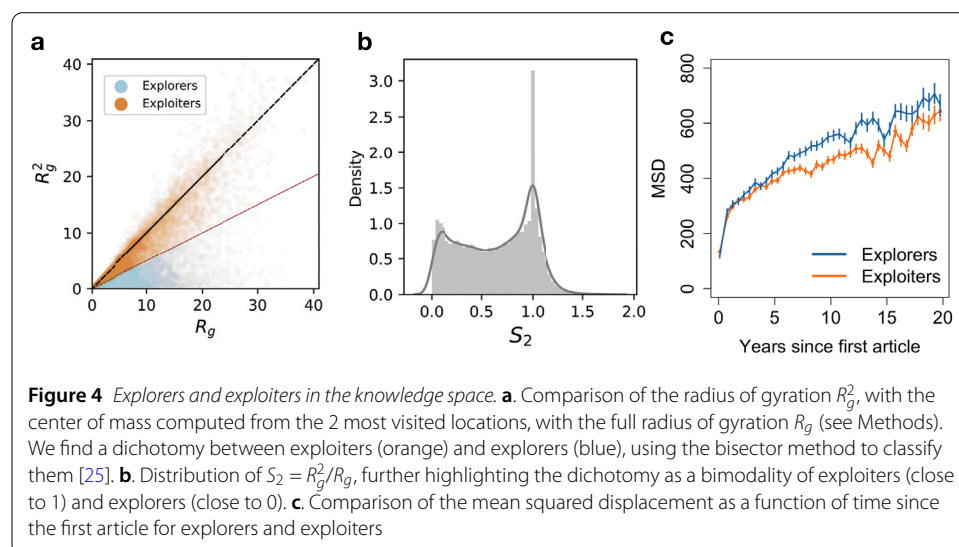 a
b
c
40
30
20
10
0
R_g^2
Explorers
Exploiters
0 10 20 30 40
R_g
3.0
2.5
2.0
1.5
1.0
0.5
0.0
Density
0.0 0.5 1.0 1.5 2.0
S_2
800
600
400
200
0
MSD
Explorers
Exploiters
0 5 10 15 20
Years since first article
Figure 4 Explorers and exploiters in the knowledge space. a. Comparison of the radius of gyration R_g^2, with the
center of mass computed from the 2 most visited locations, with the full radius of gyration R_g (see Methods).
We find a dichotomy between exploiters (orange) and explorers (blue), using the bisector method to classify
them [25]. b. Distribution of S_2 = R_g^2/R_g, further highlighting the dichotomy as a bimodality of exploiters (close
to 1) and explorers (close to 0). c. Comparison of the mean squared displacement as a function of time since
the first article for explorers and exploiters